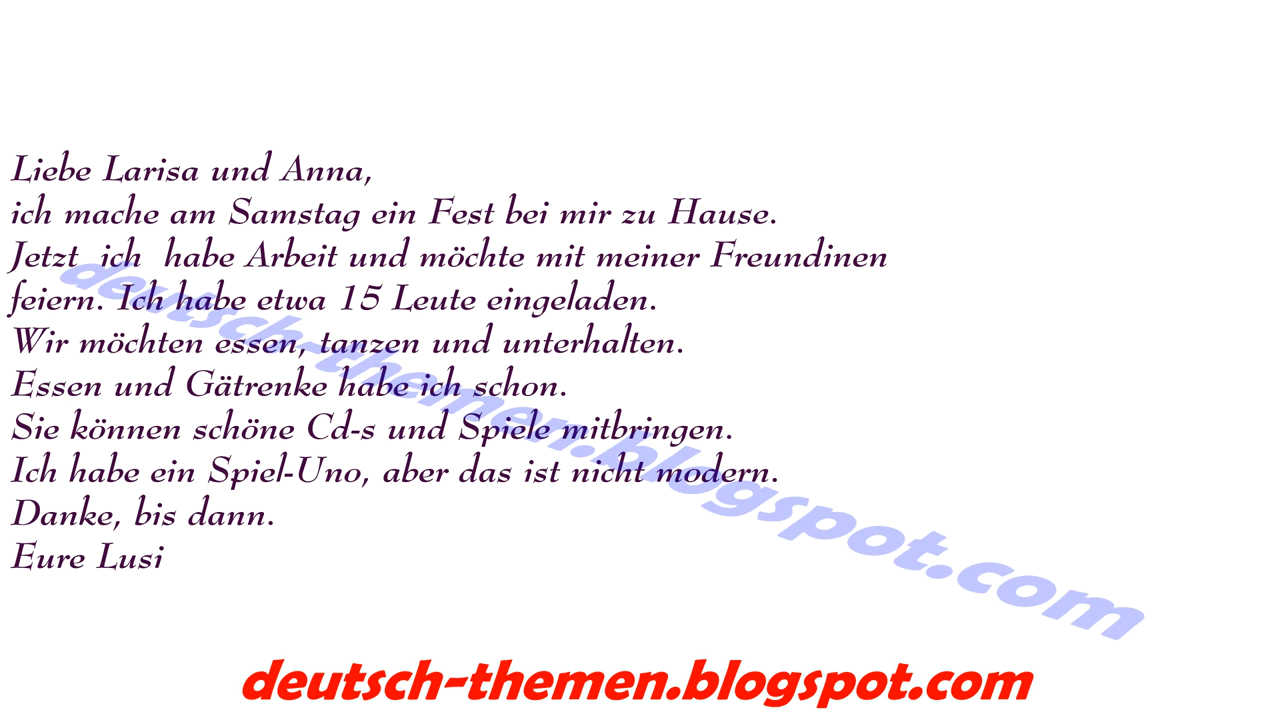 Liebe Larisa und Anna,
ich mache am Samstag ein Fest bei mir zu Hause.
Jetzt ich habe Arbeit und möchte mit meiner Freundinen
feiern. Ich habe etwa 15 Leute eingeladen.
Wir möchten essen, tanzen und unterhalten.
Essen und Gätrenke habe ich schon.
Sie können schöne Cd-s und Spiele mitbringen.
Ich habe ein Spiel-Uno, aber das ist nicht modern.
Danke, bis dann.
Eure Lusi
deutsch-themen.blogspot.com
deutsch-themen.blogspot.com